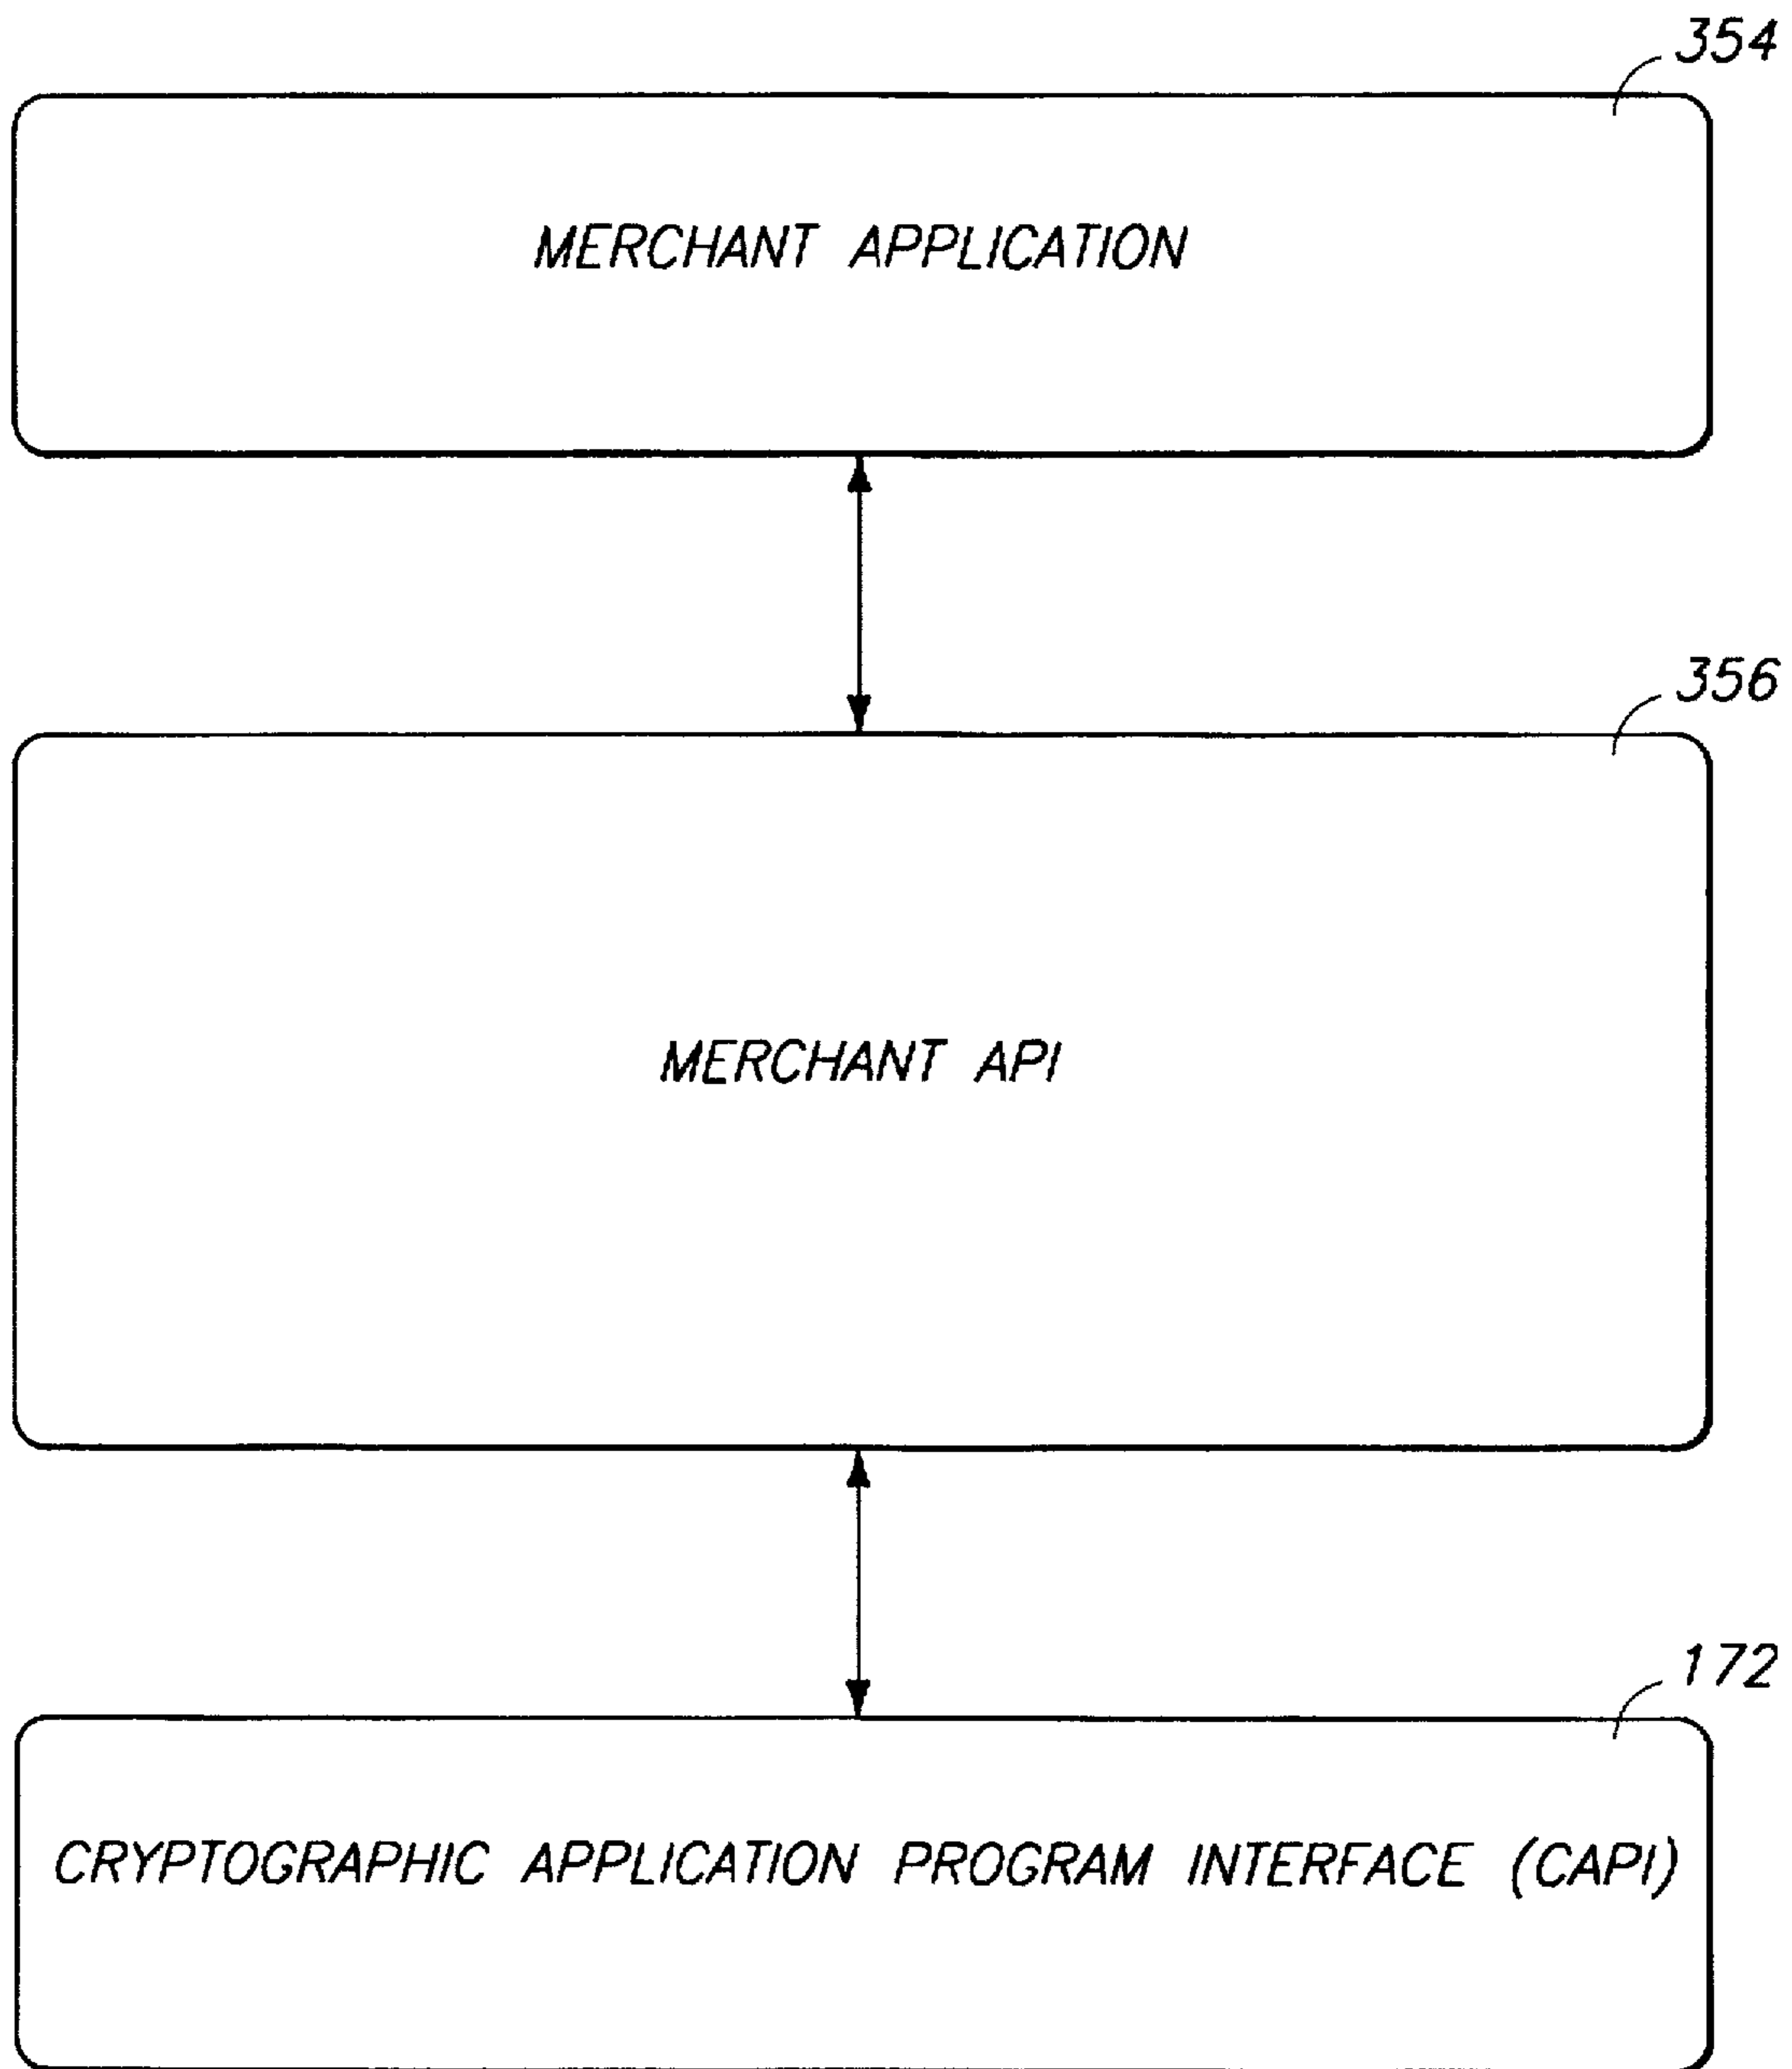 354
MERCHANT APPLICATION
356
MERCHANT API
172
CRYPTOGRAPHIC APPLICATION PROGRAM INTERFACE (CAPI)